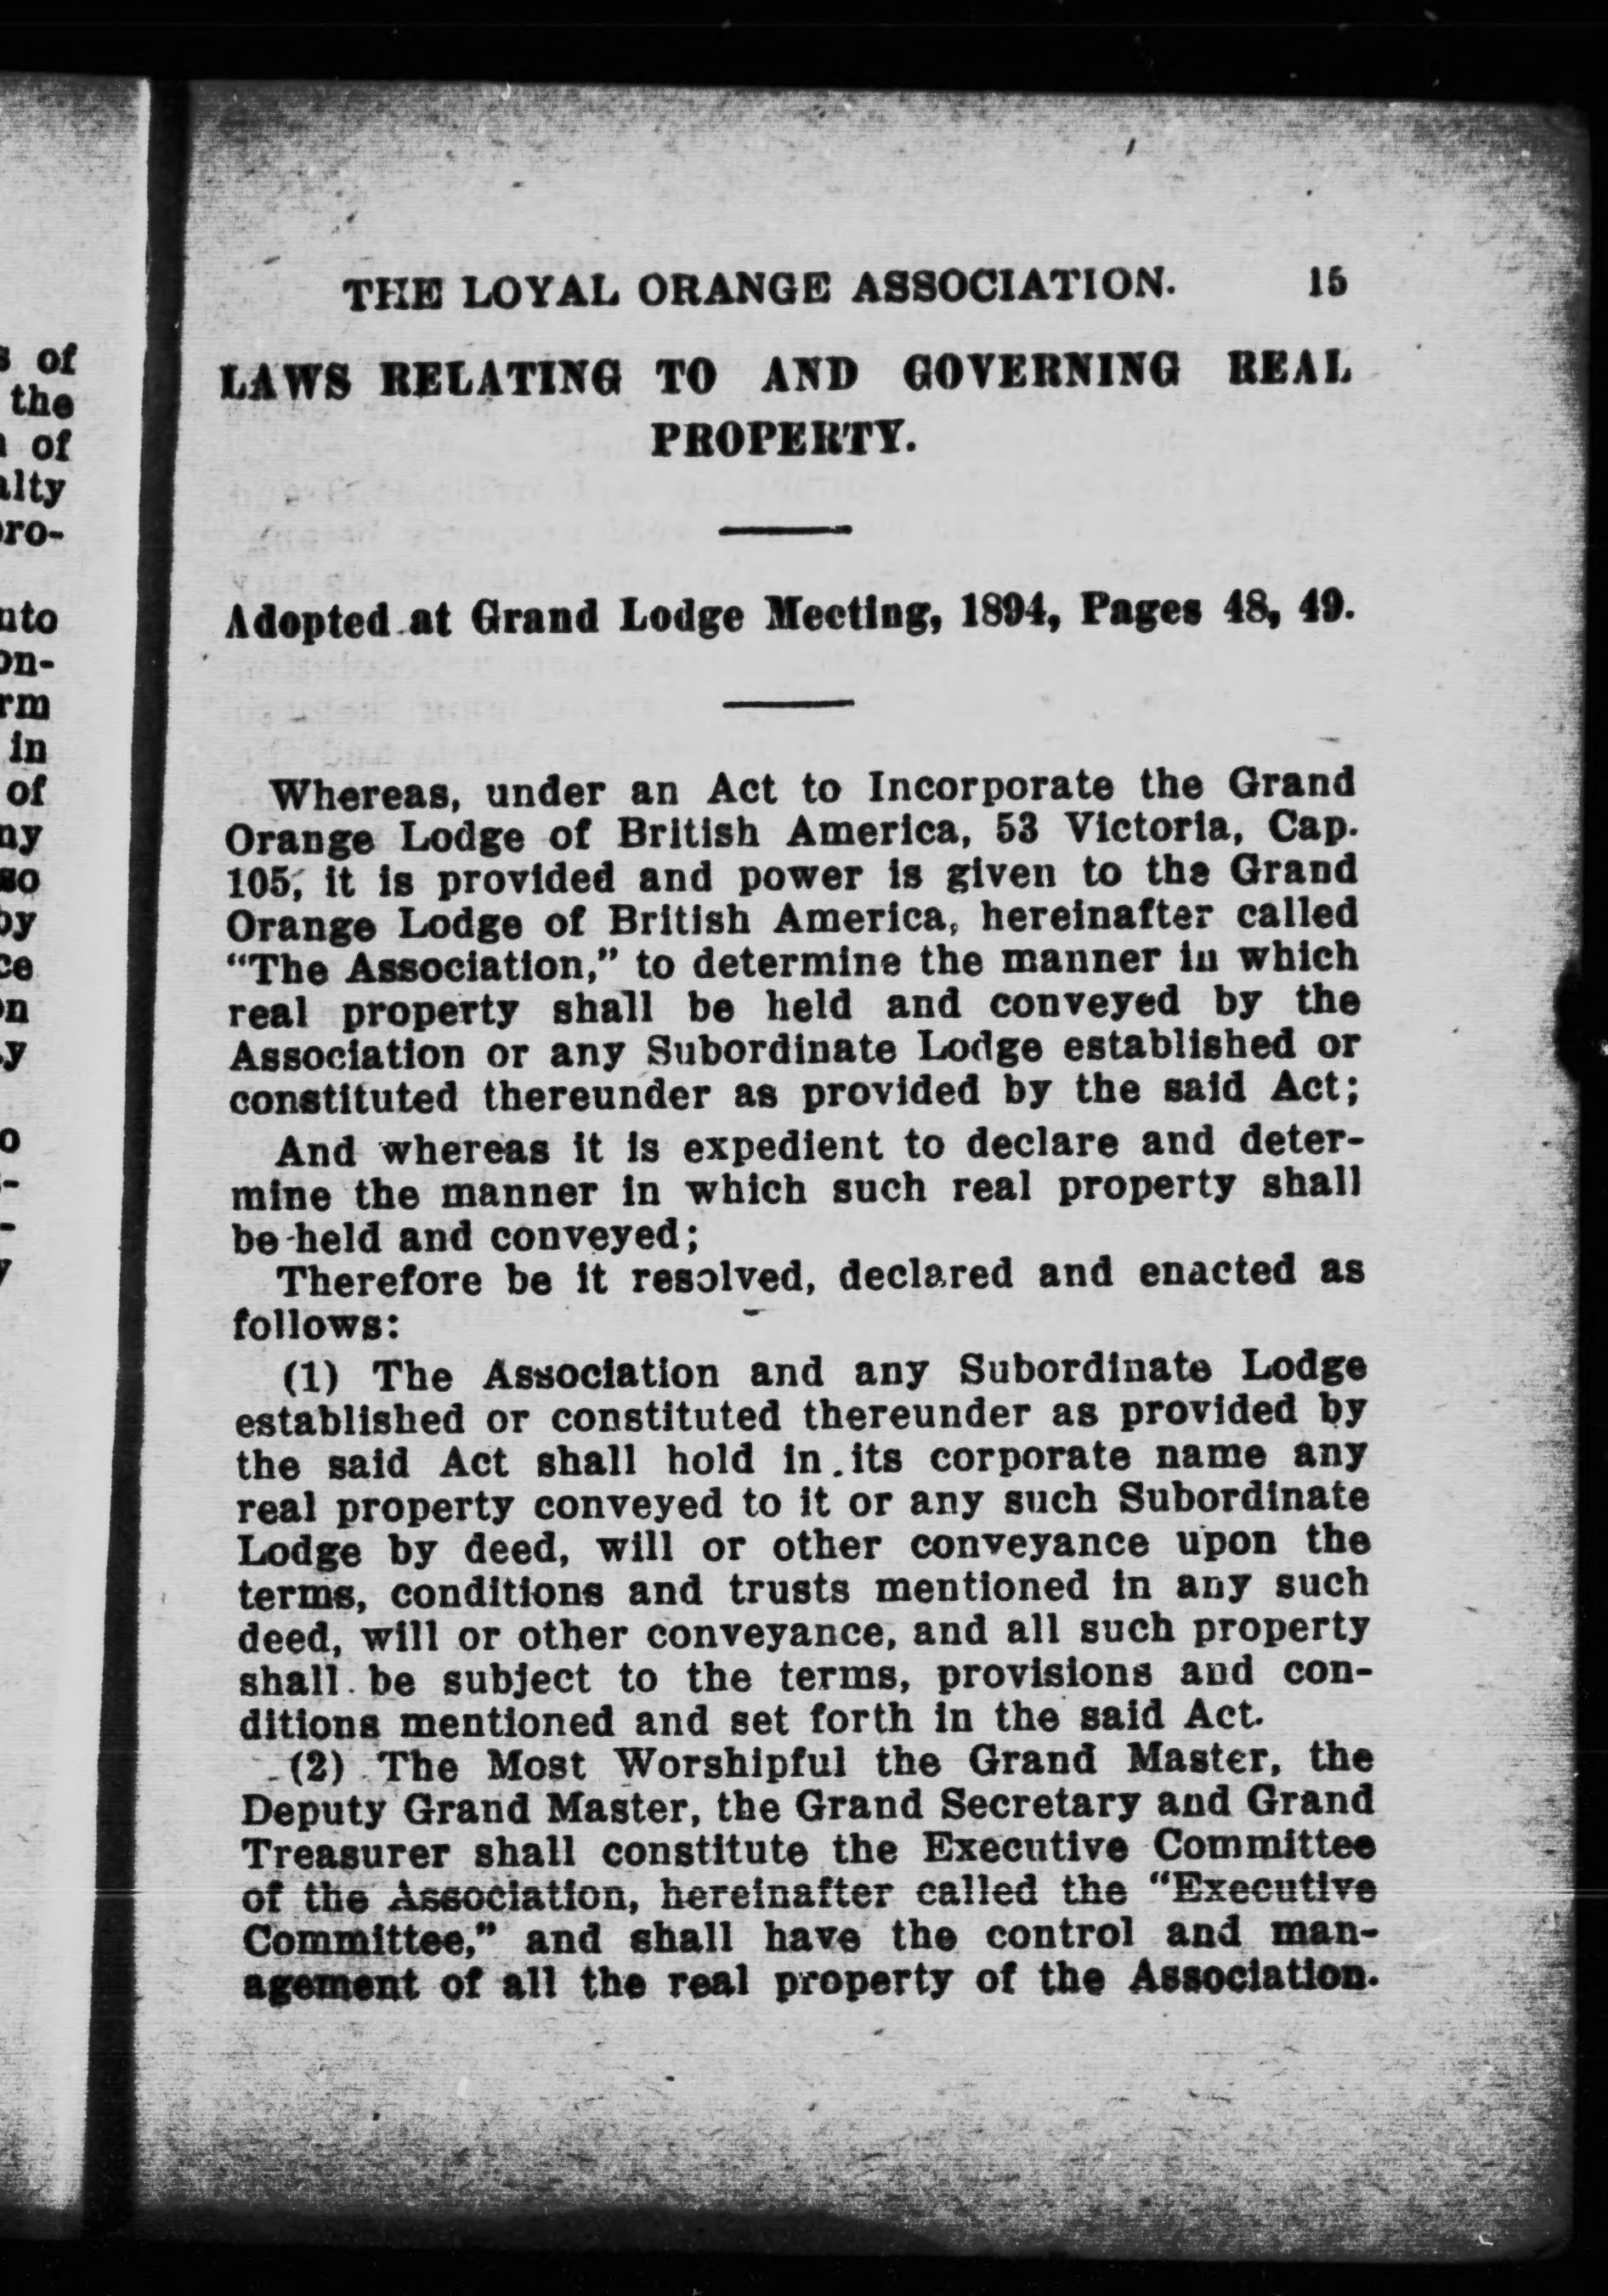 THE LOYAL ORANGE ASSOCIATION. 15
LAWS RELATING TO AND GOVERNING REAL
PROPERTY.
Adopted at Grand Lodge Meeting, 1894, Pages 48, 49.
Whereas, under an Act to Incorporate the Grand
Orange Lodge of British America, 53 Victoria, Cap.
105, it is provided and power is given to the Grand
Orange Lodge of British America, hereinafter called
"The Association," to determine the manner in which
real property shall be held and conveyed by the
Association or any Subordinate Lodge established or
constituted thereunder as provided by the said Act;
And whereas it is expedient to declare and deter-
mine the manner in which such real property shall
be held and conveyed;
Therefore be it resolved, declared and enacted as
follows:
(1) The Association and any Subordinate Lodge
established or constituted thereunder as provided by
the said Act shall hold in its corporate name any
real property conveyed to it or any such Subordinate
Lodge by deed, will or other conveyance upon the
terms, conditions and trusts mentioned in any such
deed, will or other conveyance, and all such property
shall be subject to the terms, provisions and con-
ditions mentioned and set forth in the said Act.
(2) The Most Worshipful the Grand Master, the
Deputy Grand Master, the Grand Secretary and Grand
Treasurer shall constitute the Executive Committee
of the Association, hereinafter called the "Executive
Committee," and shall have the control and man-
agement of all the real property of the Association.